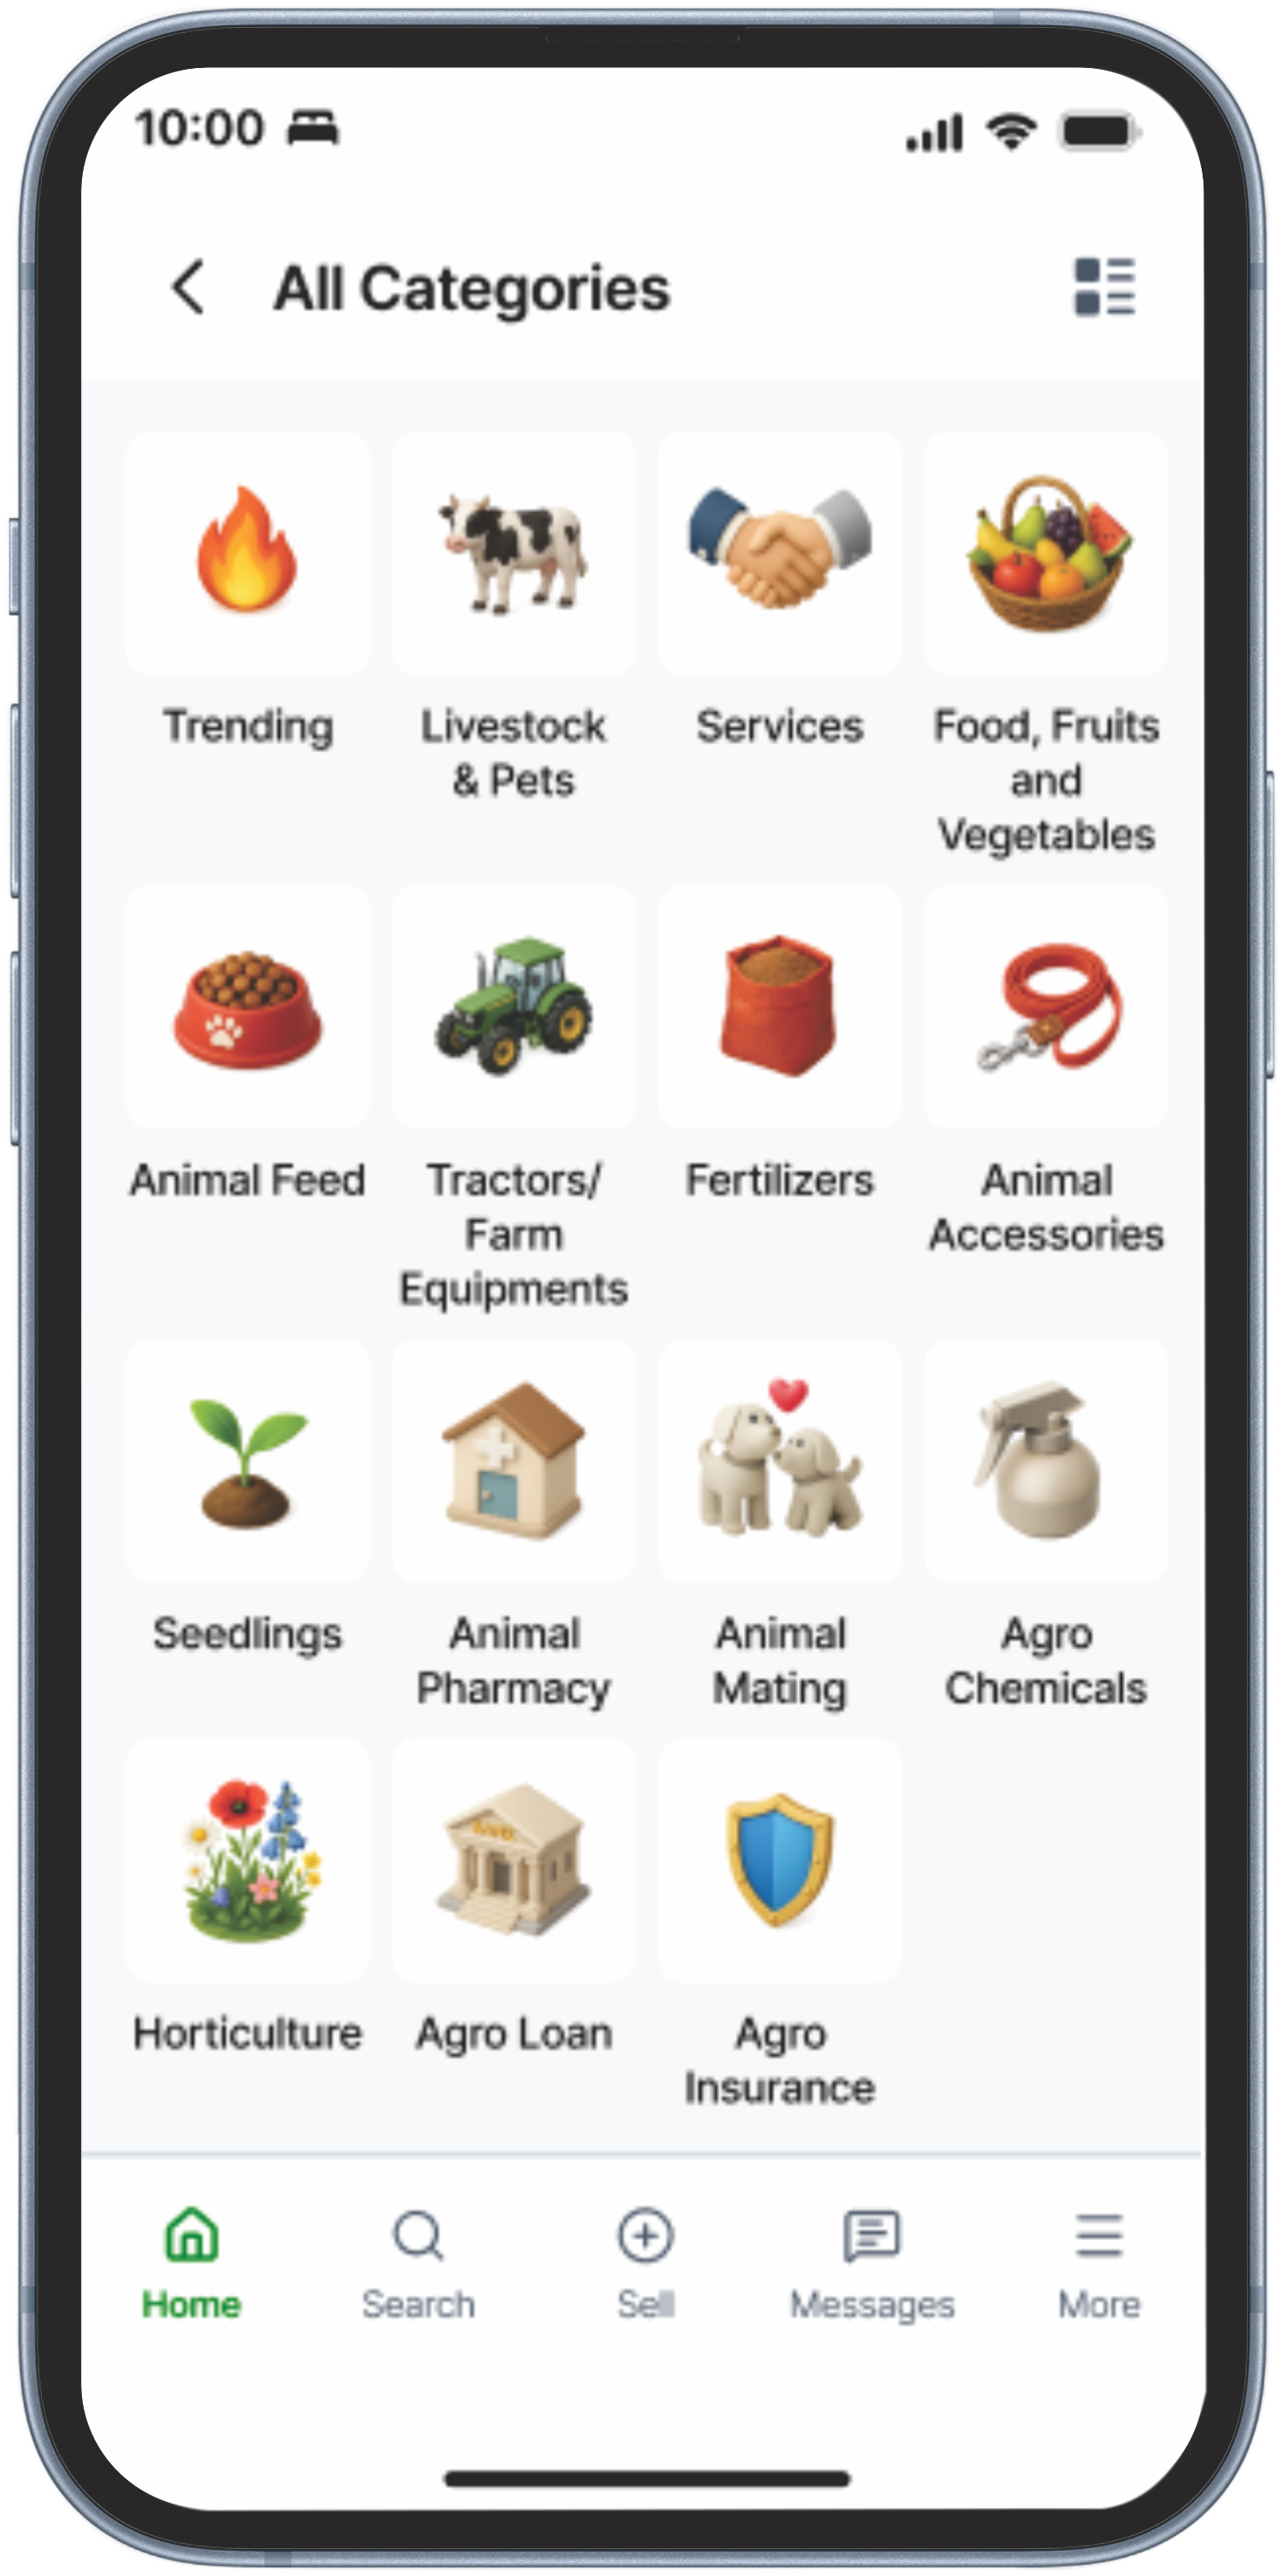 10:00
All Categories
Trending
Livestock
& Pets
Services
Food, Fruits
and
Vegetables
Animal Feed
Tractors/
Farm
Equipments
Fertilizers
Animal
Accessories
Seedlings
Animal
Pharmacy
Animal
Mating
Agro
Chemicals
Horticulture
Agro Loan
Agro
Insurance
Home
Search
Sell
Messages
More